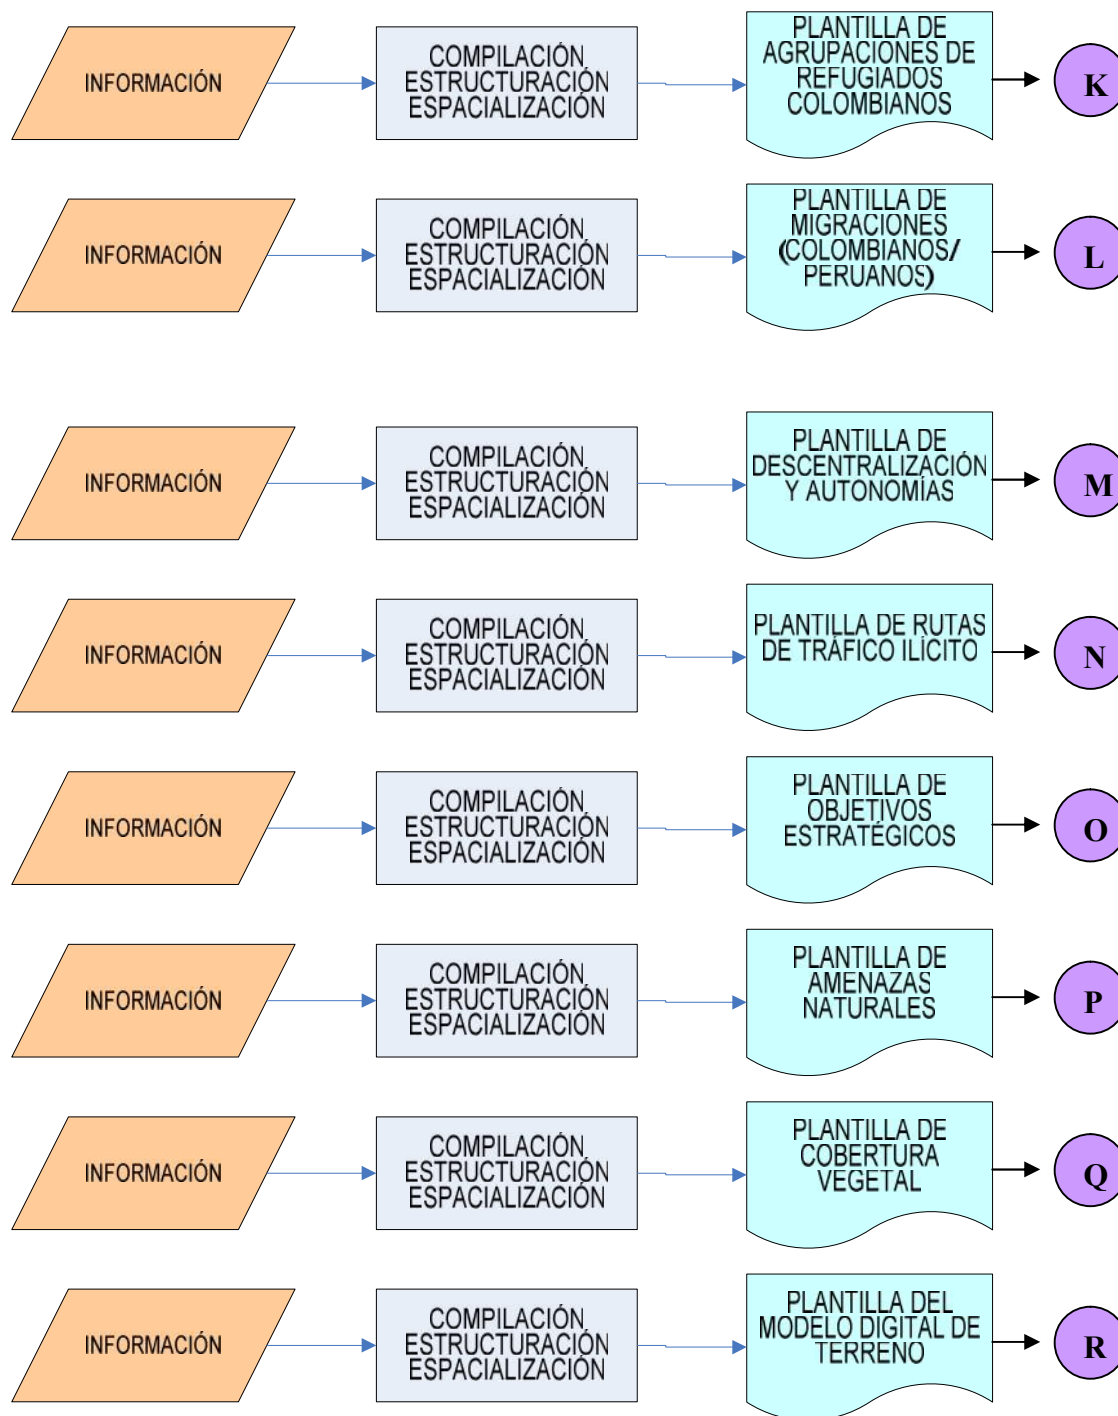 INFORMACIÓN
COMPILACIÓN
ESTRUCTURACIÓN
ESPACIALIZACIÓN
PLANTILLA DE
AGRUPACIONES DE
REFUGIADOS
COLOMBIANOS
K
INFORMACIÓN
COMPILACIÓN
ESTRUCTURACIÓN
ESPACIALIZACIÓN
PLANTILLA DE
MIGRACIONES
(COLOMBIANOS/
PERUANOS)
L
INFORMACIÓN
COMPILACIÓN
ESTRUCTURACIÓN
ESPACIALIZACIÓN
PLANTILLA DE
DESCENTRALIZACIÓN
Y AUTONOMÍAS
M
INFORMACIÓN
COMPILACIÓN
ESTRUCTURACIÓN
ESPACIALIZACIÓN
PLANTILLA DE RUTAS
DE TRÁFICO ILÍCITO
N
INFORMACIÓN
COMPILACIÓN
ESTRUCTURACIÓN
ESPACIALIZACIÓN
PLANTILLA DE
OBJETIVOS
ESTRATÉGICOS
O
INFORMACIÓN
COMPILACIÓN
ESTRUCTURACIÓN
ESPACIALIZACIÓN
PLANTILLA DE
AMENAZAS
NATURALES
P
INFORMACIÓN
COMPILACIÓN
ESTRUCTURACIÓN
ESPACIALIZACIÓN
PLANTILLA DE
COBERTURA
VEGETAL
Q
INFORMACIÓN
COMPILACIÓN
ESTRUCTURACIÓN
ESPACIALIZACIÓN
PLANTILLA DEL
MODELO DIGITAL DE
TERRENO
R